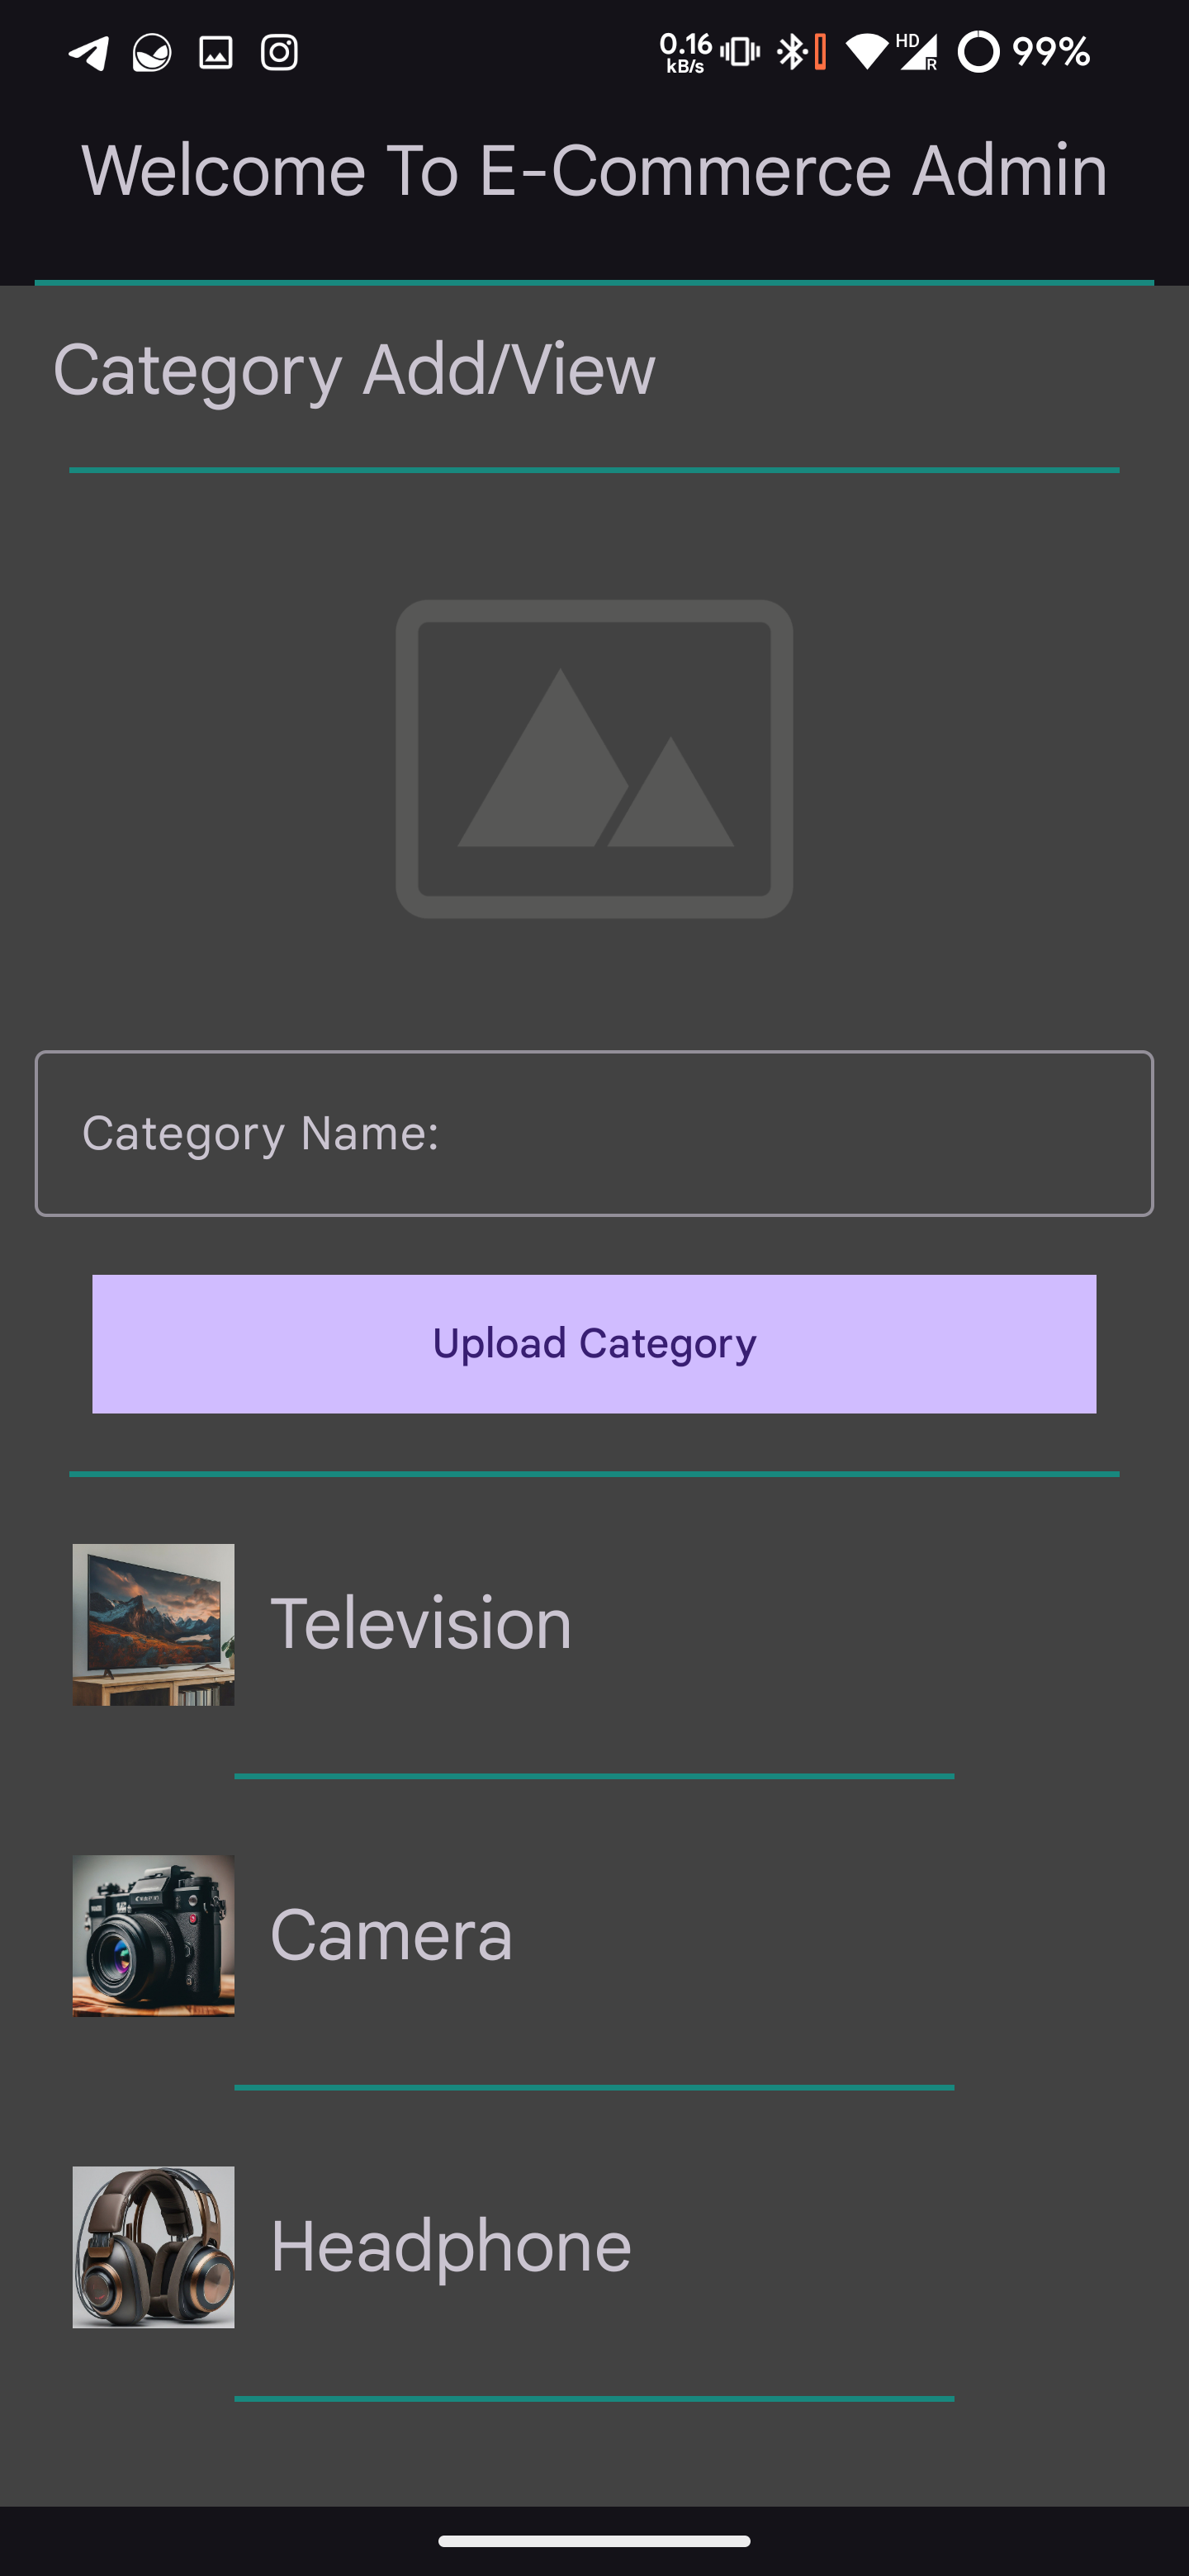 0.16
kB/s
HD
R
99%
Welcome To E-Commerce Admin
Category Add/View
Category Name:
Upload Category
Television
Camera
Headphone